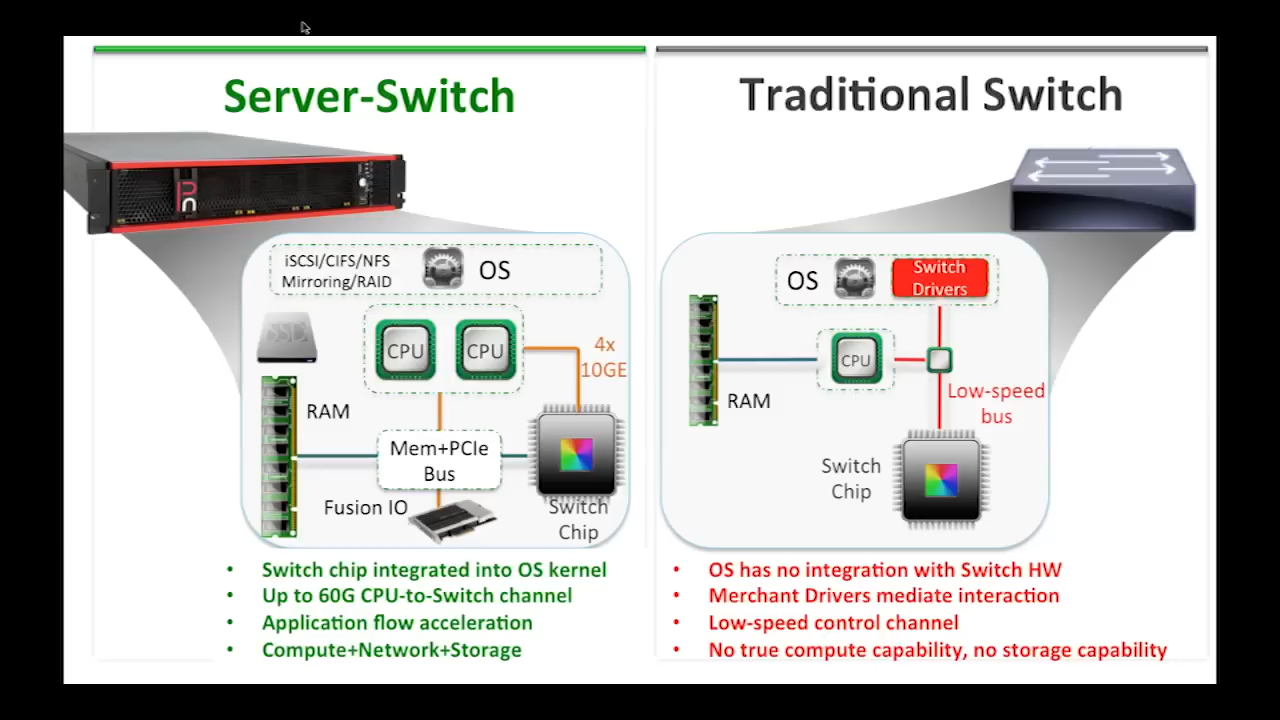 Server-Switch
iSCSI/CIFS/NFS
Mirroring/RAID
OS
SSD
CPU
CPU
4x
10GE
RAM
Mem+PCIe
Bus
Fusion IO
Switch
Chip
• Switch chip integrated into OS kernel
• Up to 60G CPU-to-Switch channel
• Application flow acceleration
• Compute+Network+Storage
Traditional Switch
OS
Switch
Drivers
CPU
RAM
Low-speed
bus
Switch
Chip
• OS has no integration with Switch HW
• Merchant Drivers mediate interaction
• Low-speed control channel
• No true compute capability, no storage capability